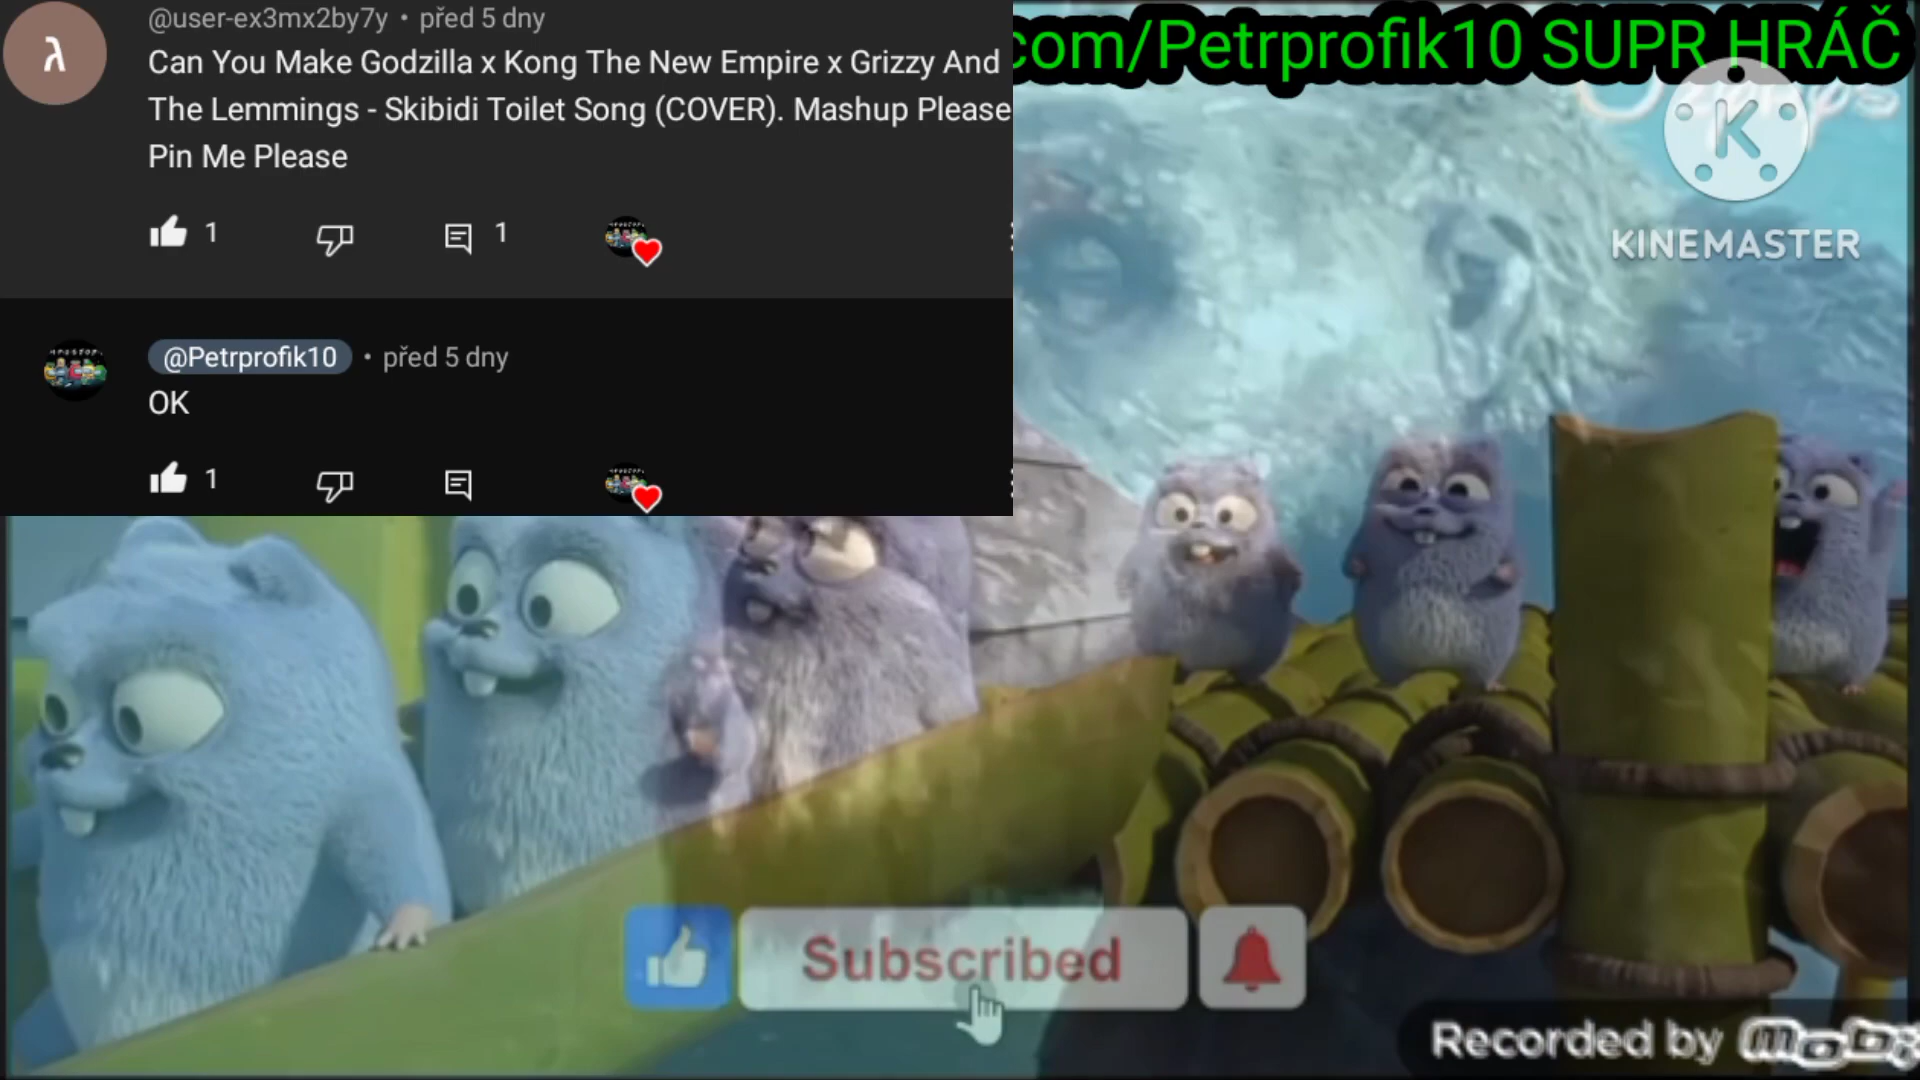 @user-ex3mx2by7y • před 5 dny
Can You Make Godzilla x Kong The New Empire x Grizzy And
The Lemmings - Skibidi Toilet Song (COVER). Mashup Please
Pin Me Please
1
1
@Petrprofik10 • před 5 dny
OK
1
com/Petrprofik10 SUPR HRÁČ
K
KINEMASTER
Subscribed
Recorded by